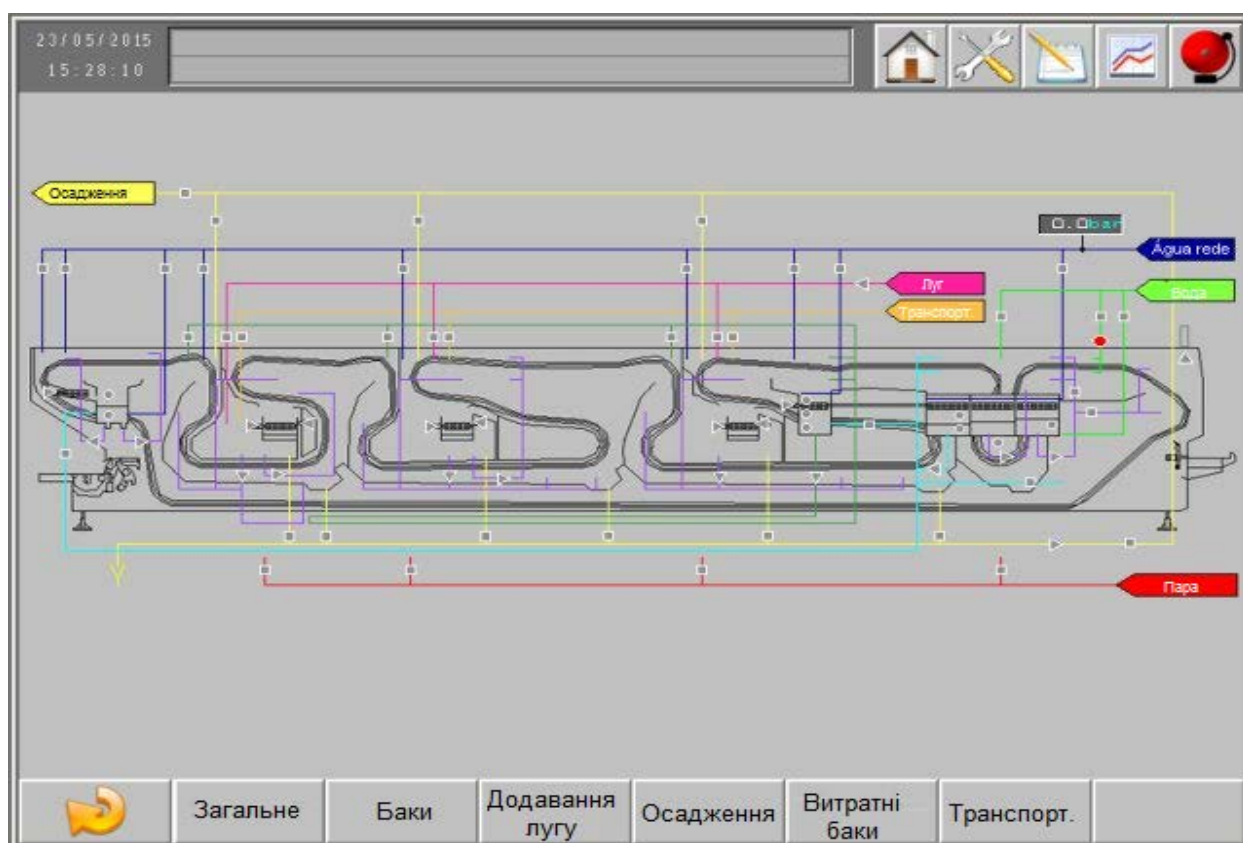 23/05/2015
15:28:10
Осадження
0.0bar
Água rede
Луг
Вода
Транспорт.
Пара
Загальне
Баки
Додавання
лугу
Осадження
Витратні
баки
Транспорт.